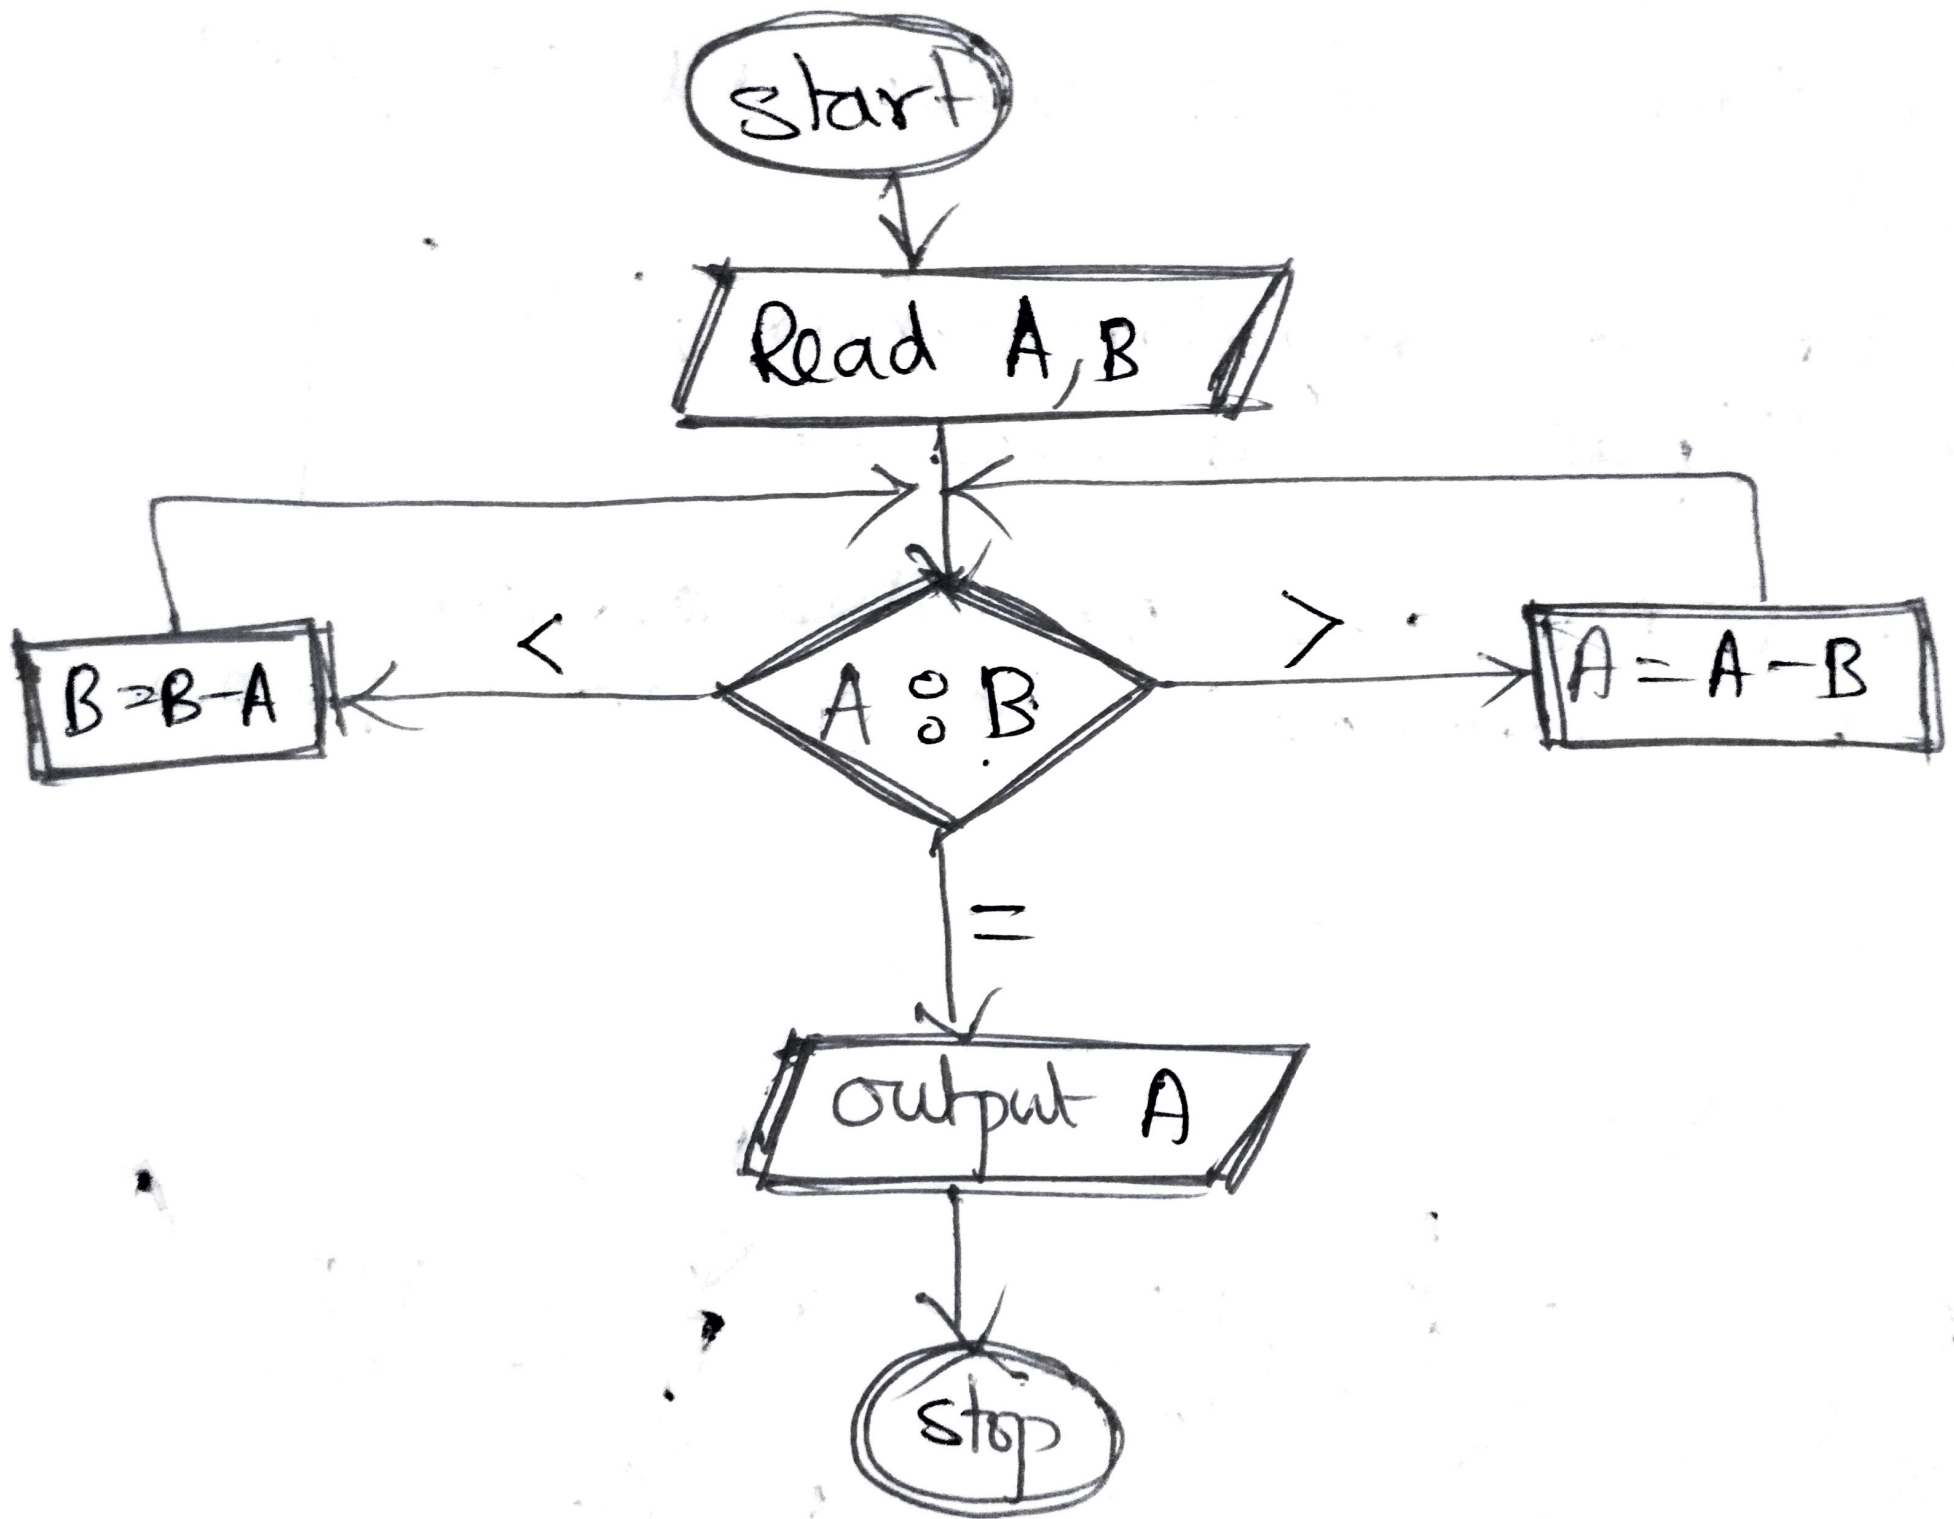 start
Read A, B
<
>
B=B-A
A : B
A = A - B
=
output A
stop